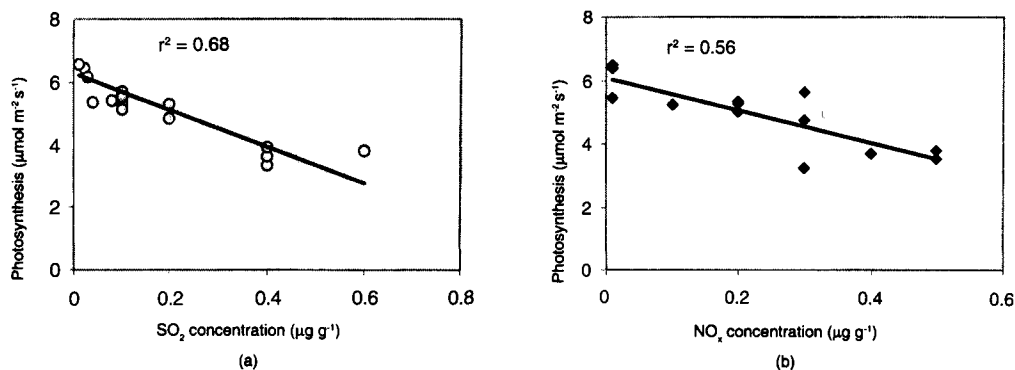 8
6
4
2
0
Photosynthesis (μmol m⁻² s⁻¹)
r² = 0.68
0
0.2
0.4
0.6
0.8
SO₂ concentration (μg g⁻¹)
(a)
8
6
4
2
0
Photosynthesis (μmol m⁻² s⁻¹)
r² = 0.56
0
0.2
0.4
0.6
NOₓ concentration (μg g⁻¹)
(b)